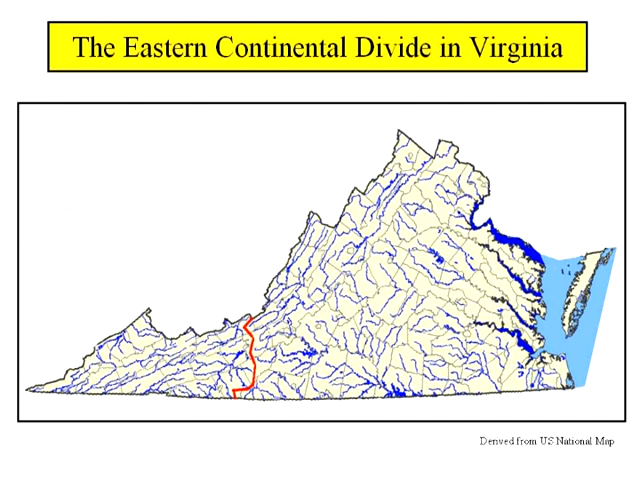 The Eastern Continental Divide in Virginia
Derived from US National Map